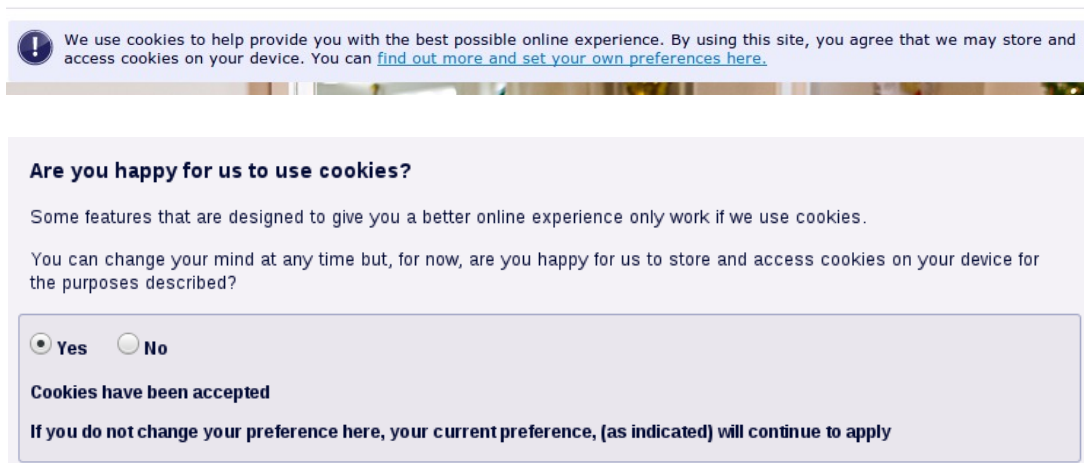 We use cookies to help provide you with the best possible online experience. By using this site, you agree that we may store and
access cookies on your device. You can find out more and set your own preferences here.
Are you happy for us to use cookies?
Some features that are designed to give you a better online experience only work if we use cookies.
You can change your mind at any time but, for now, are you happy for us to store and access cookies on your device for
the purposes described?
Yes No
Cookies have been accepted
If you do not change your preference here, your current preference, (as indicated) will continue to apply